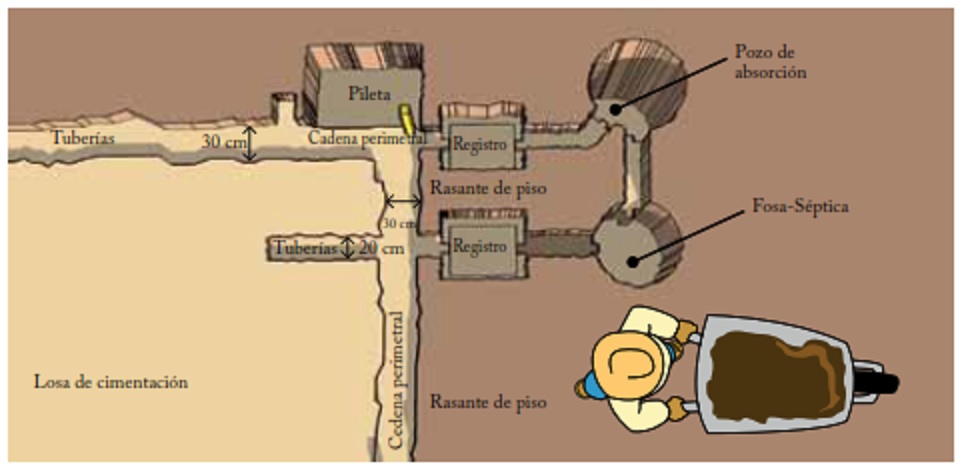 Pozo de
absorción
Pileta
Tuberías
30 cm
Cadena perimetral
Registro
Rasante de piso
Fosa-Séptica
30 cm
Tuberías
20 cm
Registro
Cedena perimetral
Losa de cimentación
Rasante de piso